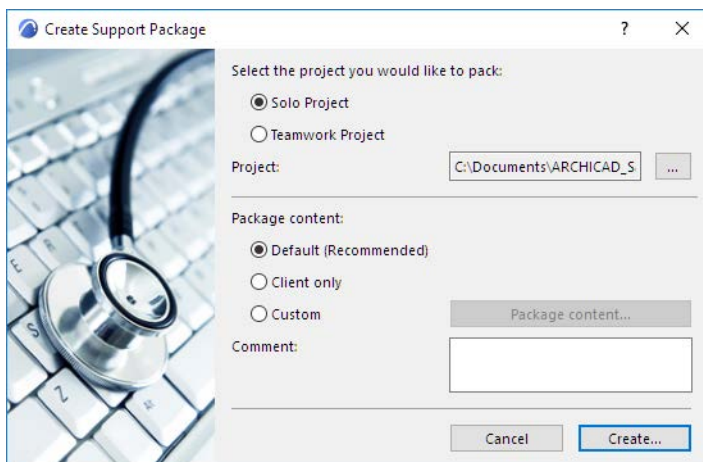 Create Support Package
?
Select the project you would like to pack:
Solo Project
Teamwork Project
Project: C:\Documents\ARCHICAD_S ...
Package content:
Default (Recommended)
Client only
Custom Package content...
Comment:
Cancel Create...